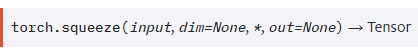 torch.squeeze(input, dim=None, *, out=None) → Tensor